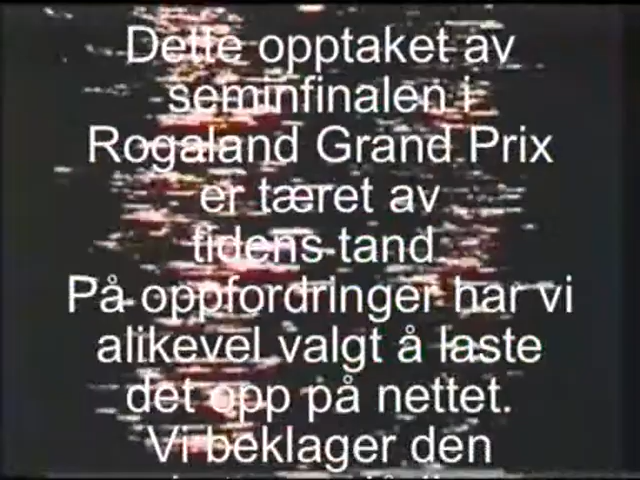 Dette opptaket av
seminfinalen i
Rogaland Grand Prix
er tæret av
tidens tand
På oppfordringer har vi
alikevel valgt å laste
det opp på nettet.
Vi beklager den